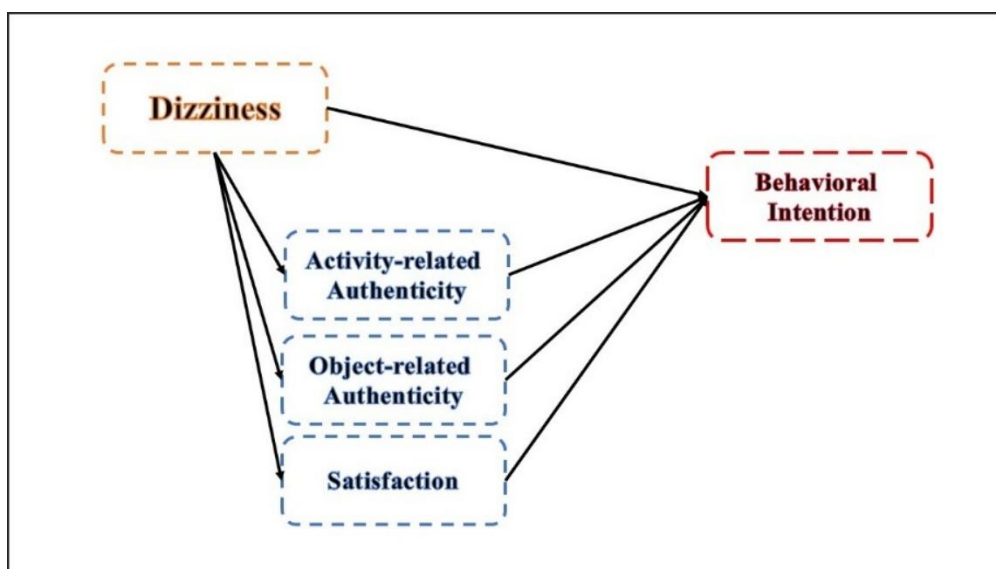 Dizziness
Behavioral
Intention
Activity-related
Authenticity
Object-related
Authenticity
Satisfaction